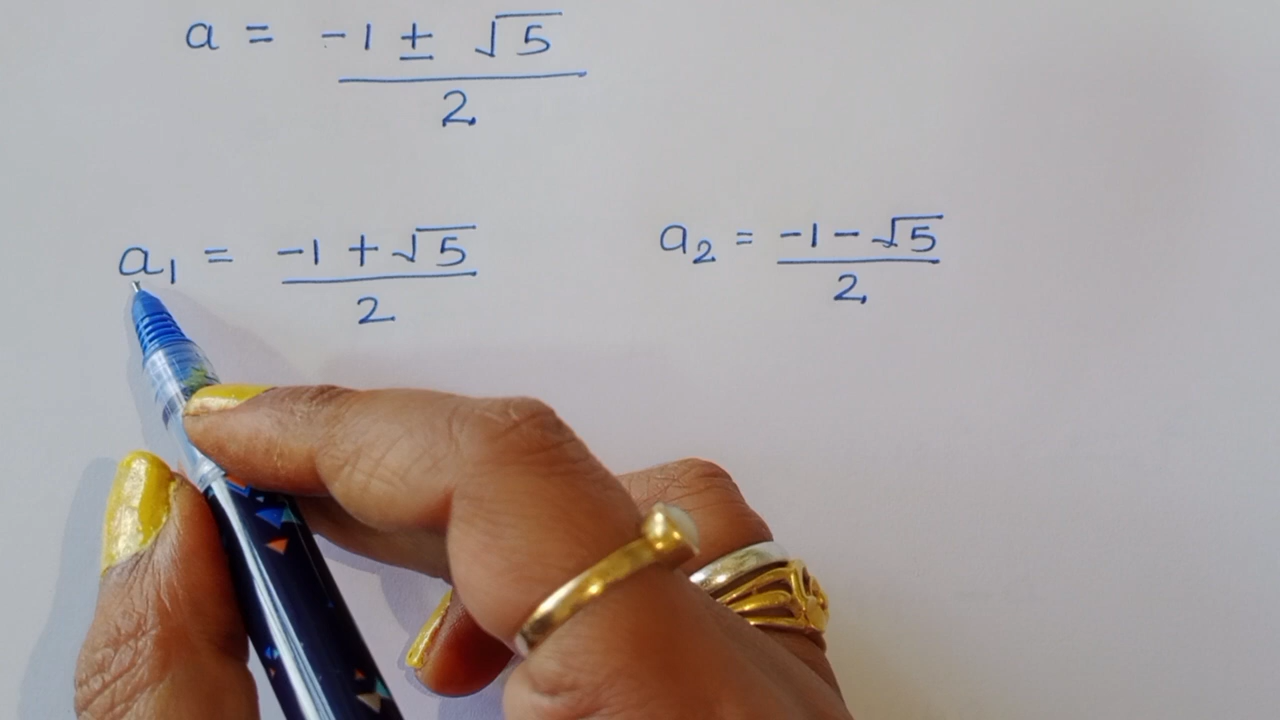 a = (-1 ± √5)/2
a₁ = (-1 + √5)/2 a₂ = (-1 - √5)/2